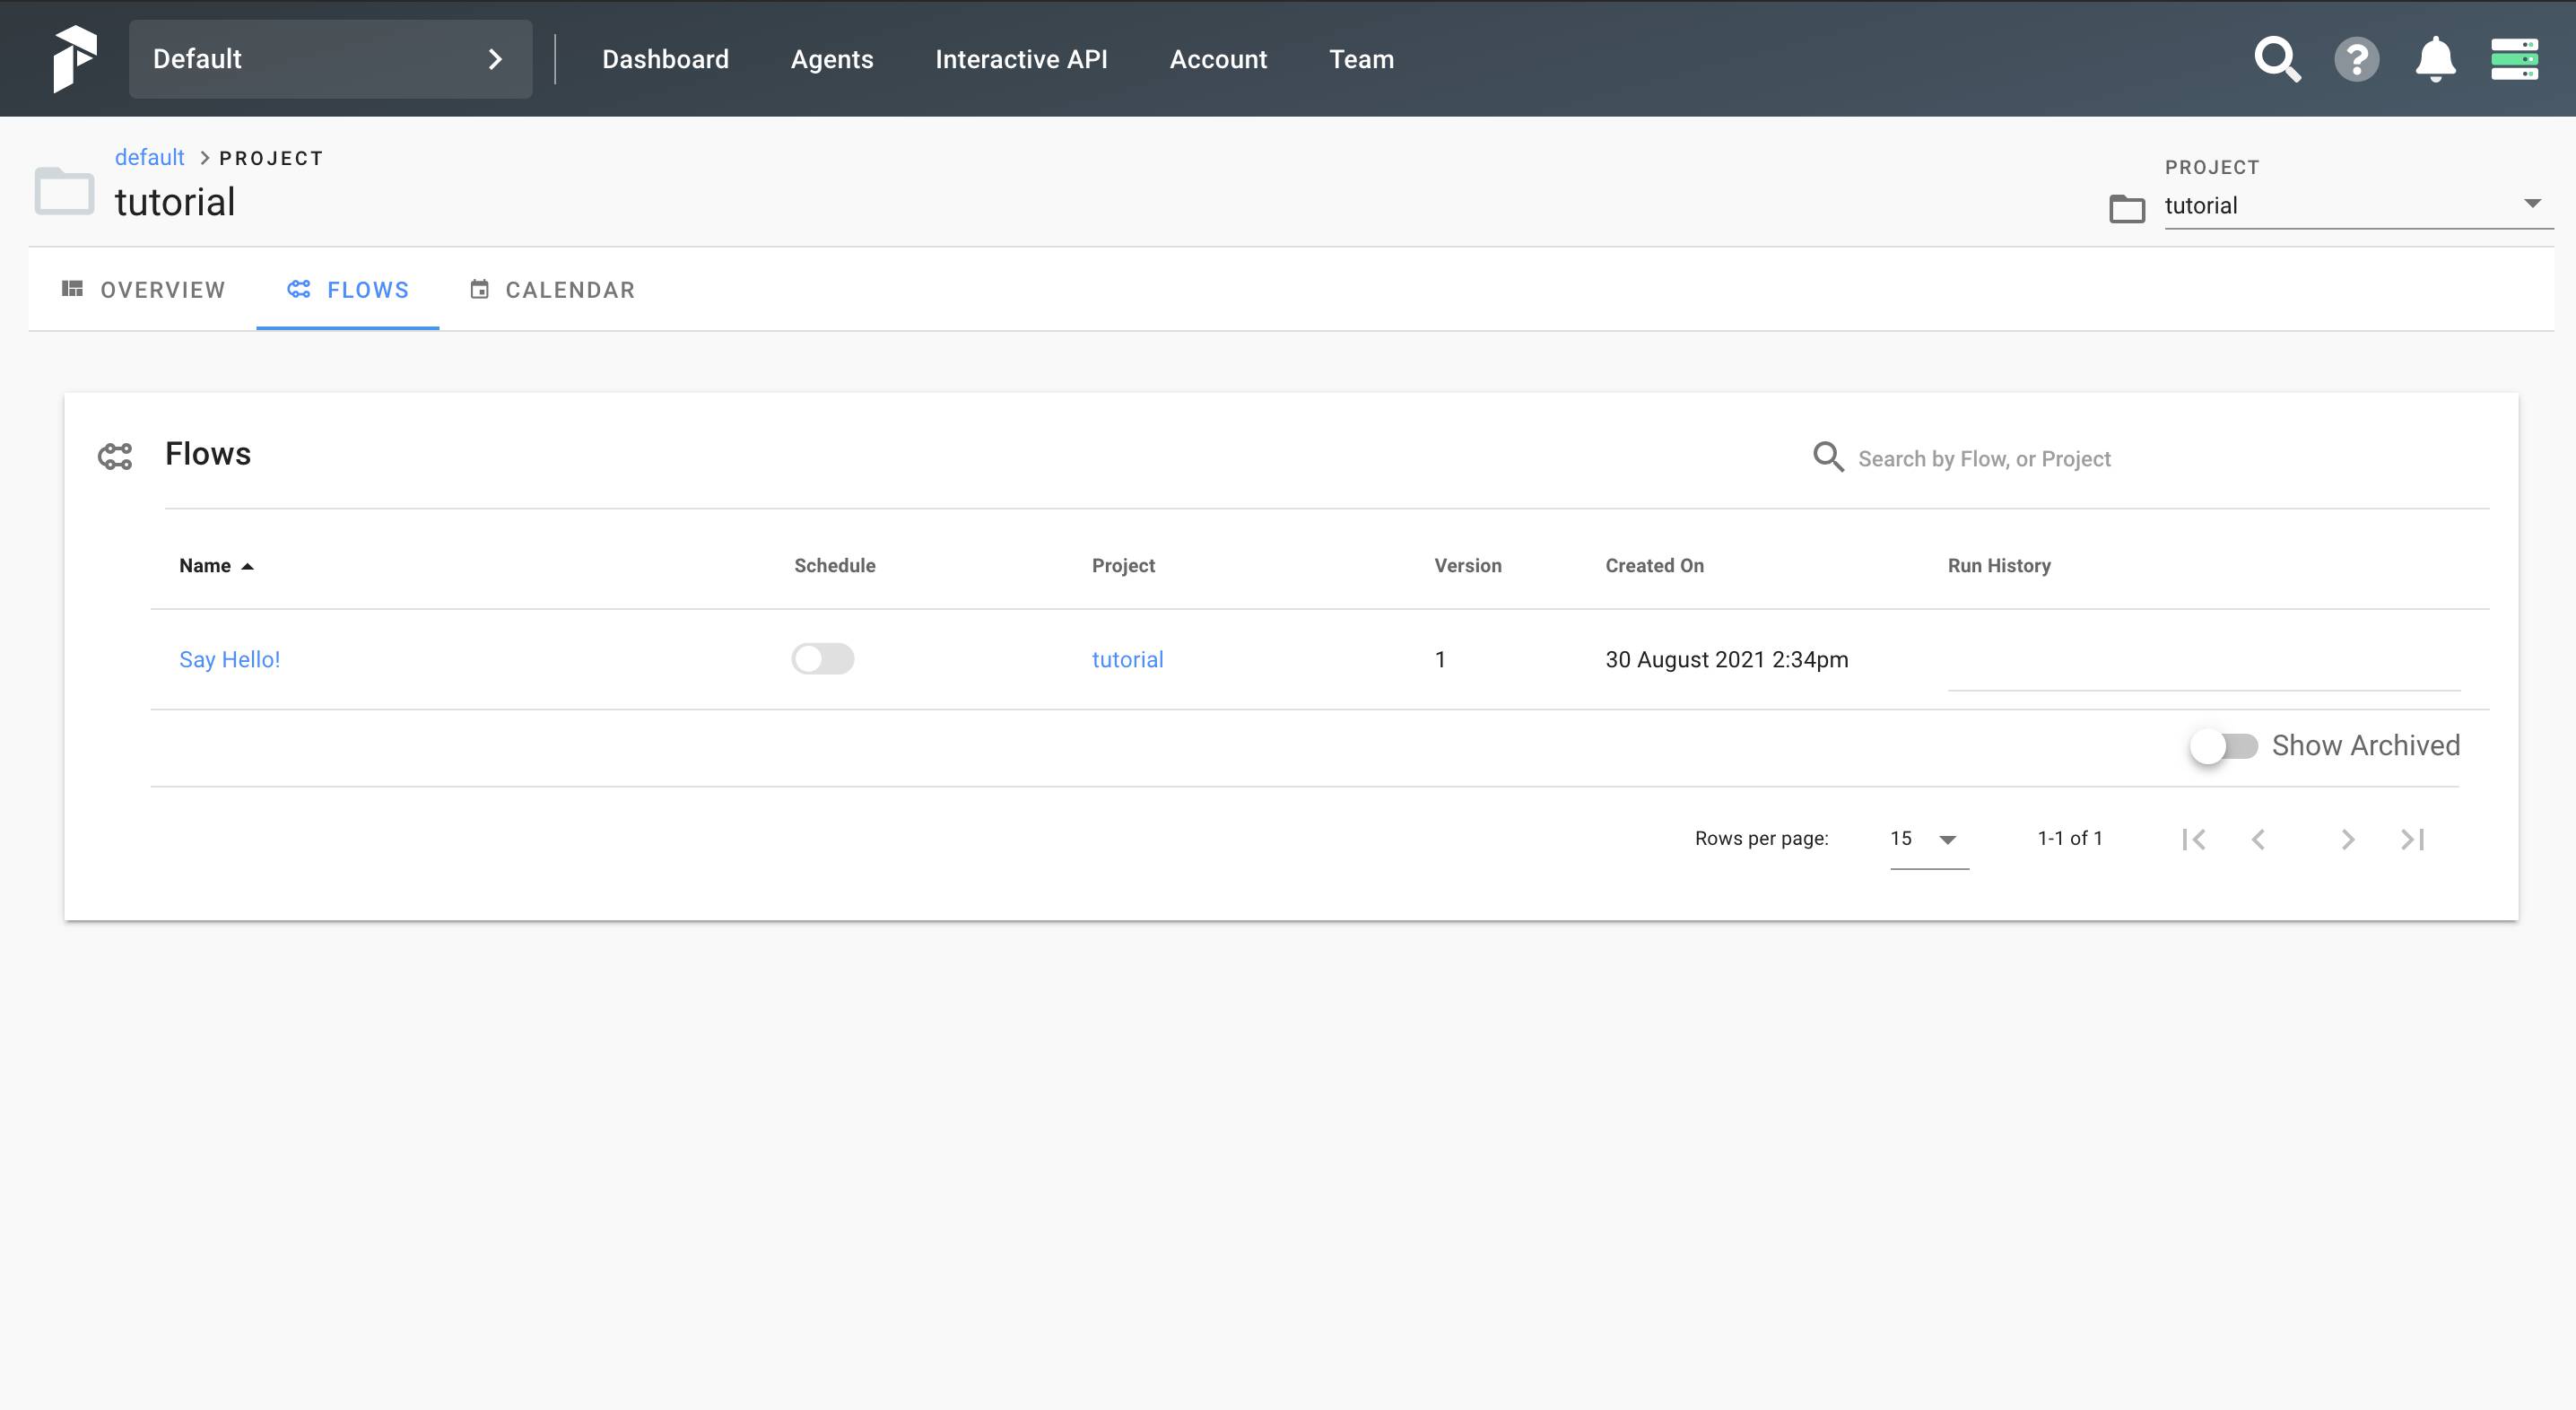 Default
Dashboard
Agents
Interactive API
Account
Team
default > PROJECT
tutorial
PROJECT
tutorial
OVERVIEW
FLOWS
CALENDAR
Flows
Search by Flow, or Project
Name
Schedule
Project
Version
Created On
Run History
Say Hello!
tutorial
1
30 August 2021 2:34pm
Show Archived
Rows per page:
15
1-1 of 1